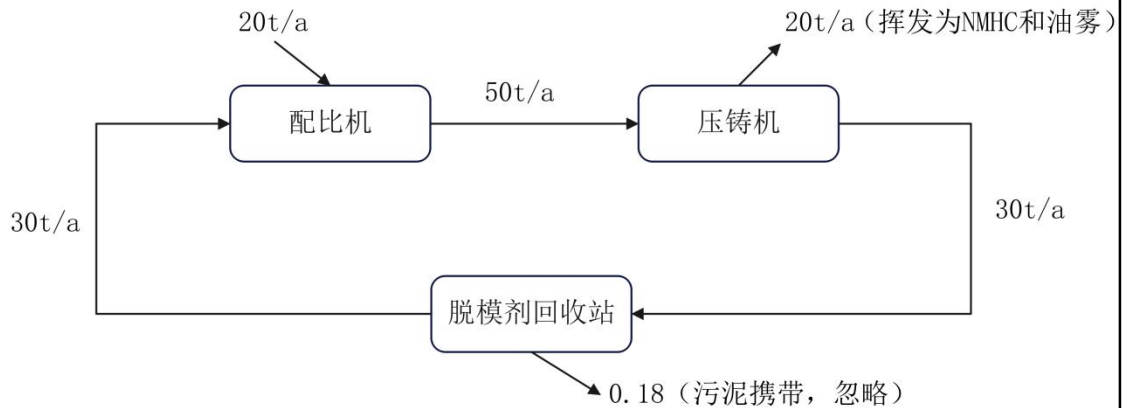 20t/a
20t/a（挥发为NMHC和油雾）
配比机
50t/a
压铸机
30t/a
30t/a
脱模剂回收站
0.18（污泥携带，忽略）